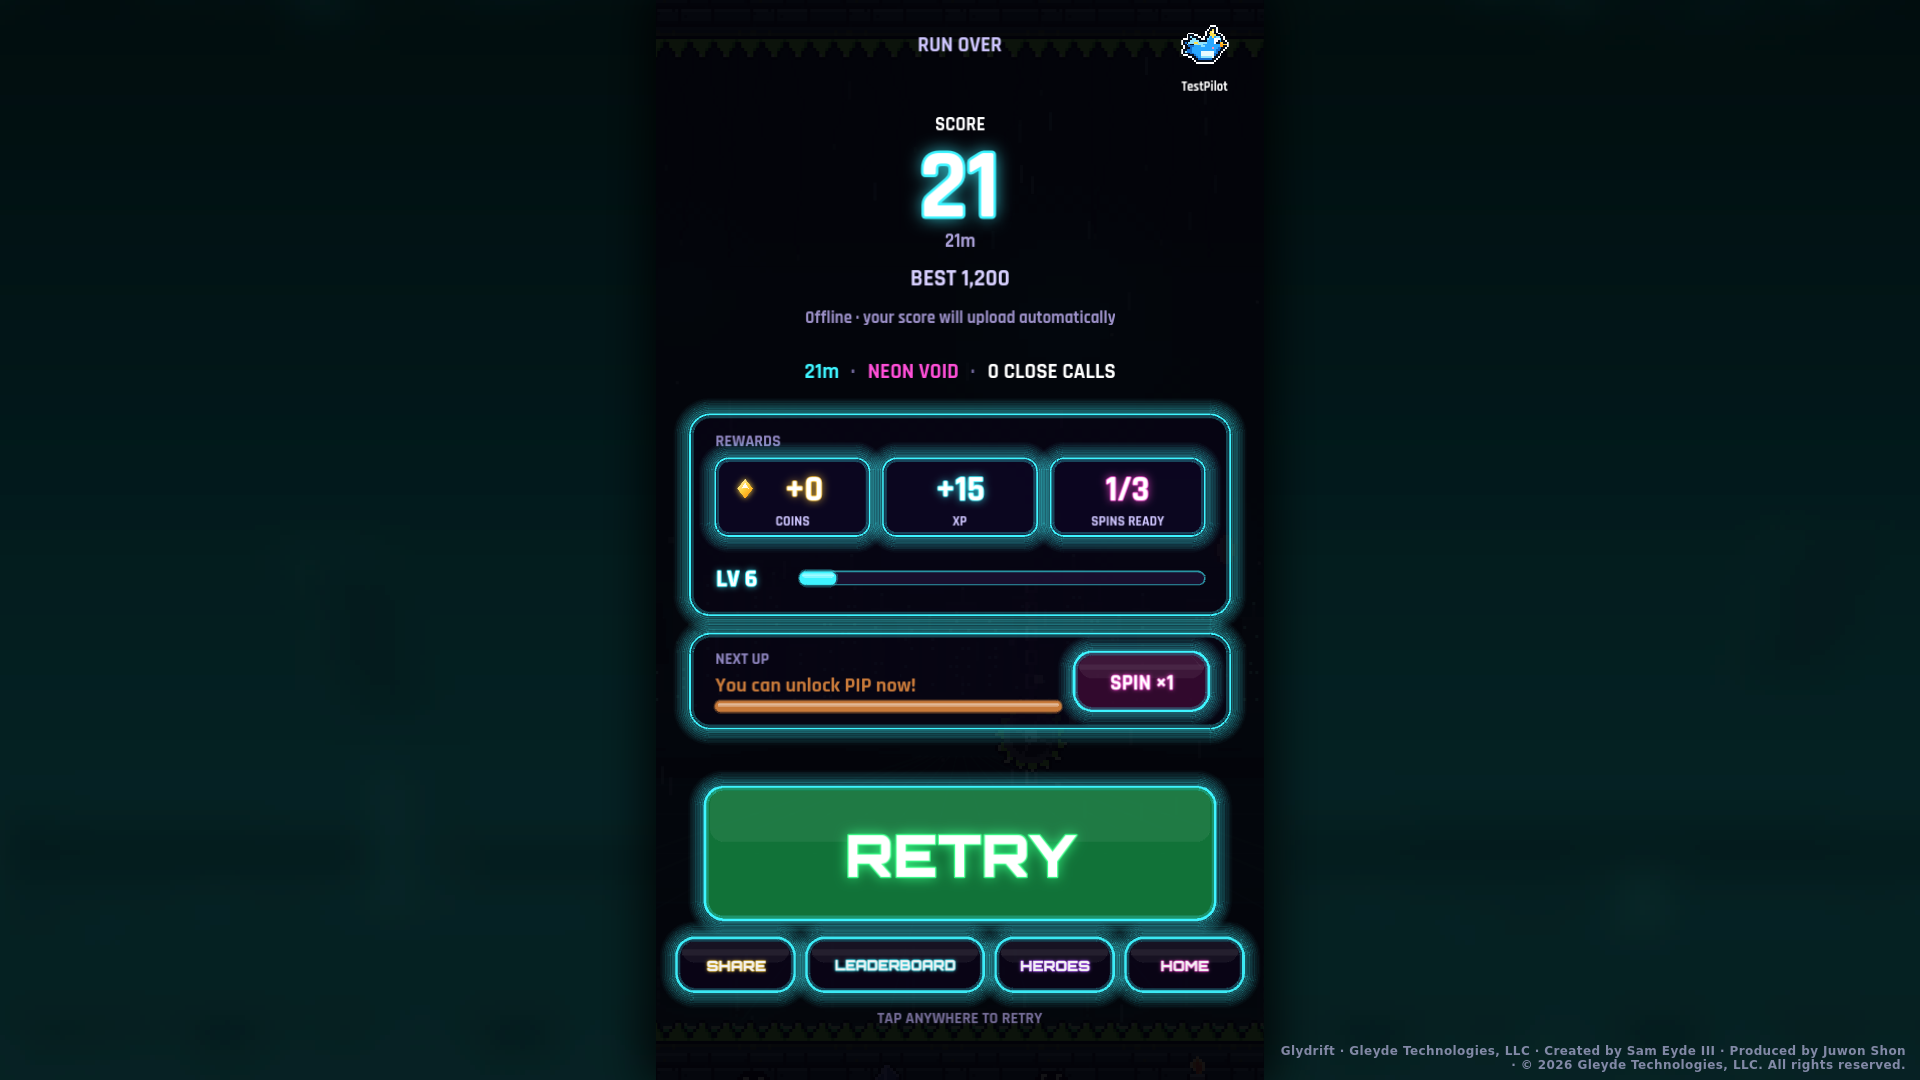 RUN OVER
TestPilot
SCORE
21
21m
BEST 1,200
Offline · your score will upload automatically
21m · NEON VOID · 0 CLOSE CALLS
REWARDS
+0 +15 1/3
COINS XP SPINS READY
LV 6
NEXT UP
You can unlock PIP now!
SPIN ×1
RETRY
SHARE LEADERBOARD HEROES HOME
TAP ANYWHERE TO RETRY
Glydrift · Gleyde Technologies, LLC · Created by Sam Eyde III · Produced by Juwon Shon
· © 2026 Gleyde Technologies, LLC. All rights reserved.